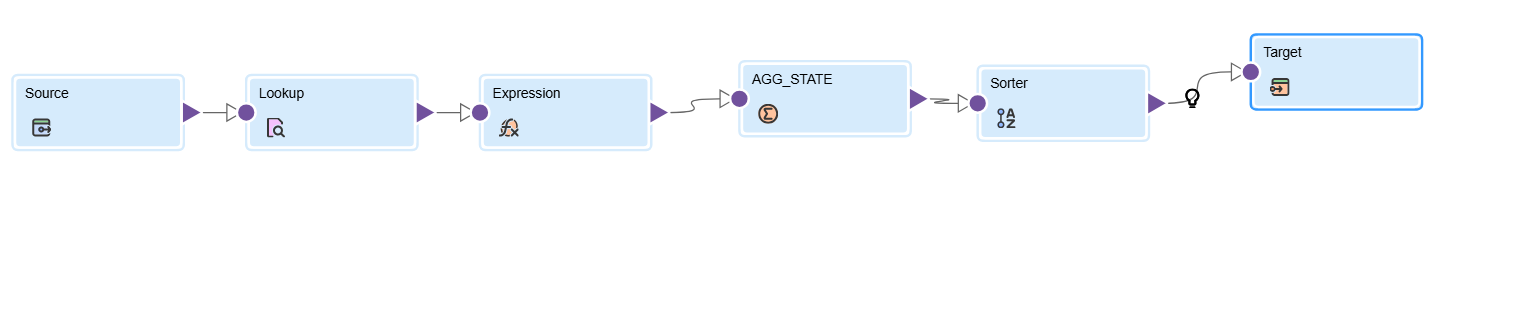 Source
Lookup
Expression
AGG_STATE
Sorter
Target